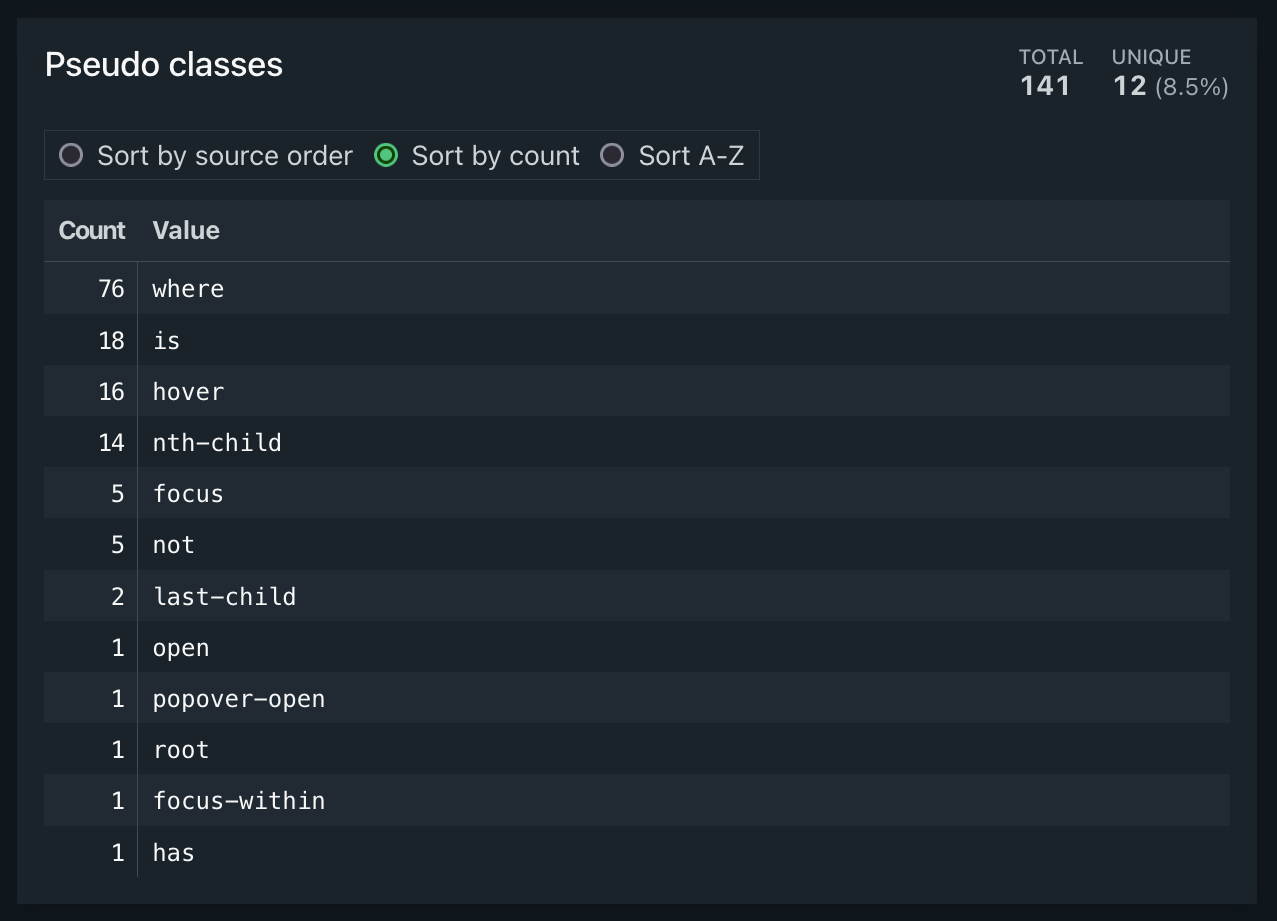 Pseudo classes
TOTAL UNIQUE
141 12 (8.5%)
Sort by source order Sort by count Sort A-Z
Count Value
76 where
18 is
16 hover
14 nth-child
5 focus
5 not
2 last-child
1 open
1 popover-open
1 root
1 focus-within
1 has